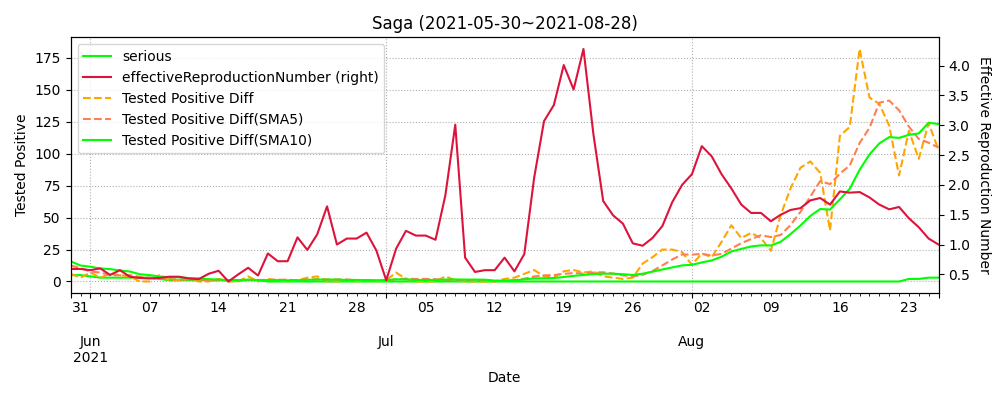 Saga (2021-05-30~2021-08-28)
serious
effectiveReproductionNumber (right)
Tested Positive Diff
Tested Positive Diff(SMA5)
Tested Positive Diff(SMA10)
Tested Positive
175
150
125
100
75
50
25
0
Effective Reproduction Number
4.0
3.5
3.0
2.5
2.0
1.5
1.0
0.5
31 07 14 21 28 05 12 19 26 02 09 16 23
Jun Jul Aug
2021
Date